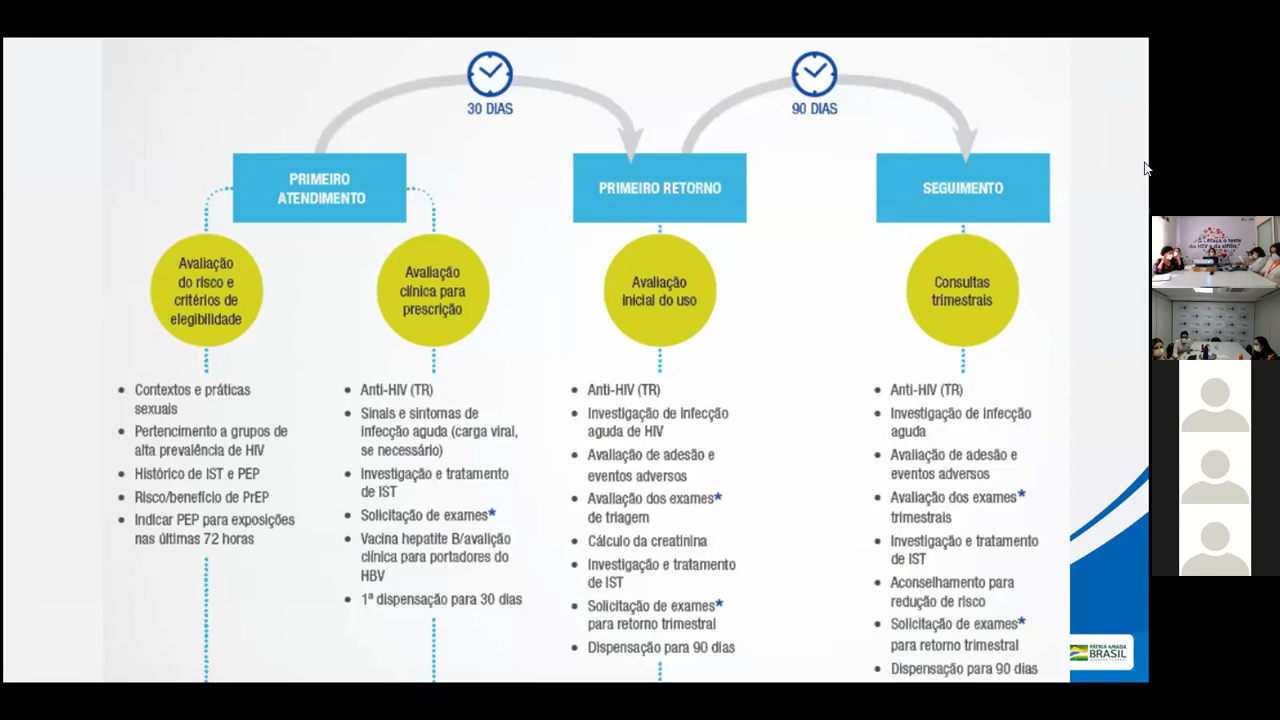 30 DIAS
90 DIAS
PRIMEIRO
ATENDIMENTO
PRIMEIRO RETORNO
SEGUIMENTO
Avaliação
do risco e
critérios de
elegibilidade
Avaliação
clínica para
prescrição
Avaliação
inicial do uso
Consultas
trimestrais
• Contextos e práticas
sexuais
• Pertencimento a grupos de
alta prevalência de HIV
• Histórico de IST e PEP
• Risco/benefício de PrEP
• Indicar PEP para exposições
nas últimas 72 horas
• Anti-HIV (TR)
• Sinais e sintomas de
infecção aguda (carga viral,
se necessário)
• Investigação e tratamento
de IST
• Solicitação de exames*
• Vacina hepatite B/avalição
clínica para portadores do
HBV
• 1ª dispensação para 30 dias
• Anti-HIV (TR)
• Investigação de infecção
aguda de HIV
• Avaliação de adesão e
eventos adversos
• Avaliação dos exames*
de triagem
• Cálculo da creatinina
• Investigação e tratamento
de IST
• Solicitação de exames*
para retorno trimestral
• Dispensação para 90 dias
• Anti-HIV (TR)
• Investigação de infecção
aguda
• Avaliação de adesão e
eventos adversos
• Avaliação dos exames*
trimestrais
• Investigação e tratamento
de IST
• Aconselhamento para
redução de risco
• Solicitação de exames*
para retorno trimestral
• Dispensação para 90 dias
PÁTRIA AMADA
BRASIL
#faça o teste
do HIV e da sífilis